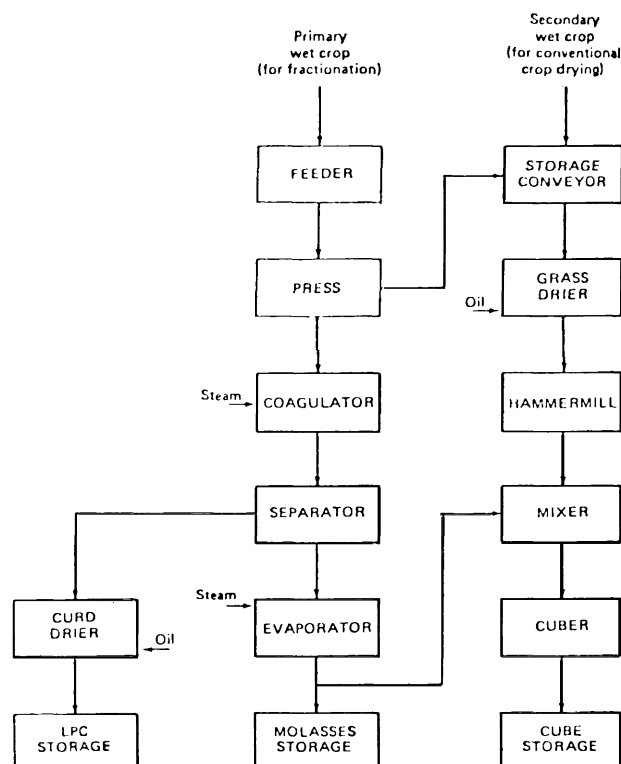 Primary
wet crop
(for fractionation)
Secondary
wet crop
(for conventional
crop drying)
FEEDER
STORAGE
CONVEYOR
PRESS
GRASS
DRIER
Oil
Steam
COAGULATOR
HAMMERMILL
SEPARATOR
MIXER
Steam
CURD
DRIER
Oil
EVAPORATOR
CUBER
LPC
STORAGE
MOLASSES
STORAGE
CUBE
STORAGE